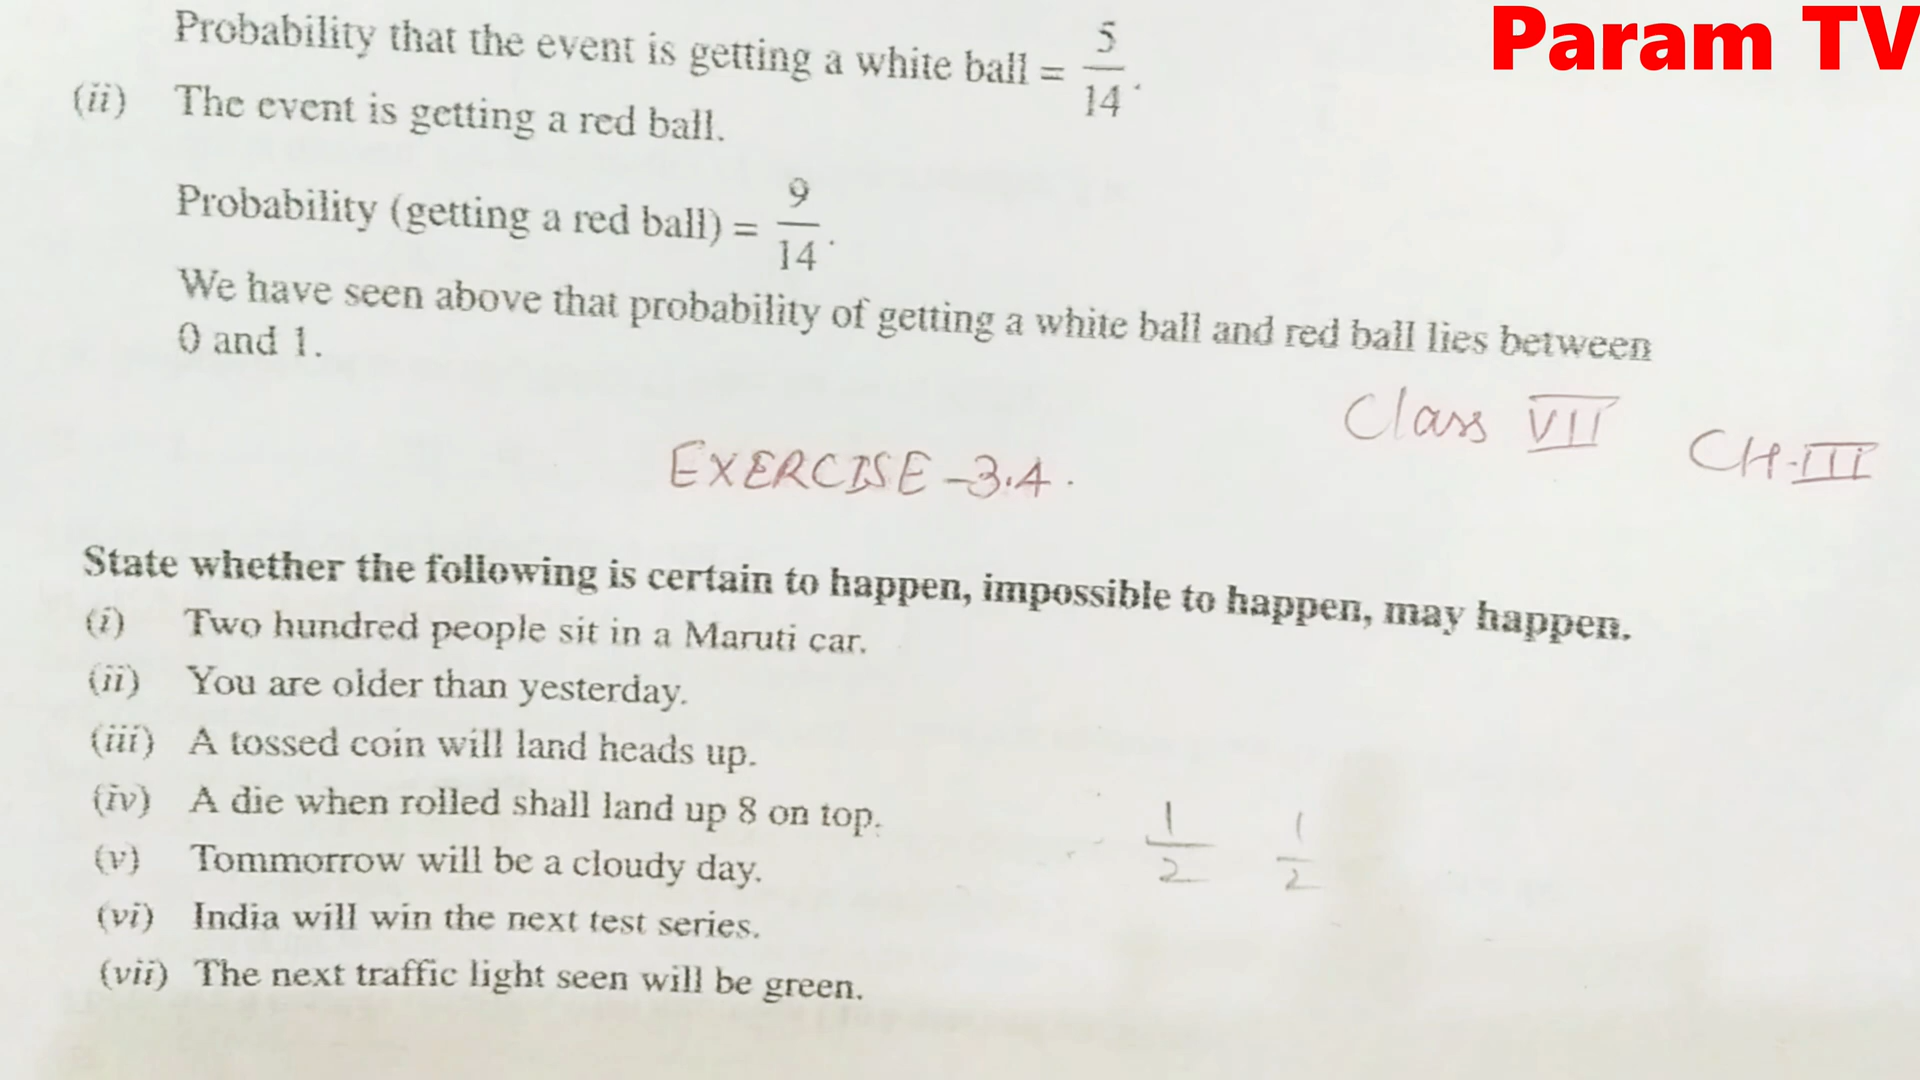 Param TV
Probability that the event is getting a white ball = 5/14.
(ii) The event is getting a red ball.
Probability (getting a red ball) = 9/14.
We have seen above that probability of getting a white ball and red ball lies between
0 and 1.
Class VII CH-III
EXERCISE-3.4.
State whether the following is certain to happen, impossible to happen, may happen.
(i) Two hundred people sit in a Maruti car.
(ii) You are older than yesterday.
(iii) A tossed coin will land heads up.
(iv) A die when rolled shall land up 8 on top.
1/2 1/2
(v) Tommorrow will be a cloudy day.
(vi) India will win the next test series.
(vii) The next traffic light seen will be green.